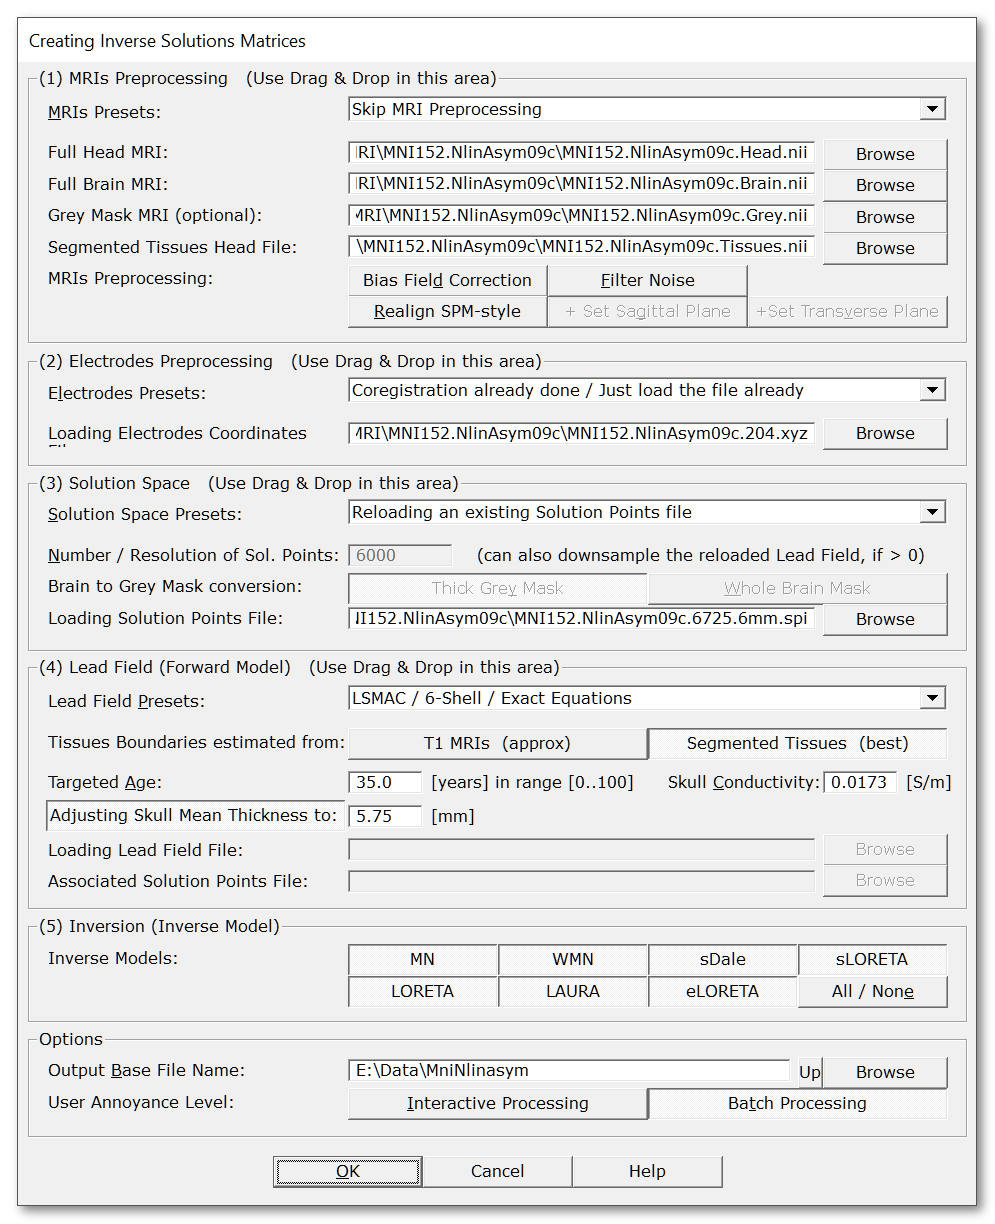 Creating Inverse Solutions Matrices
(1) MRIs Preprocessing (Use Drag & Drop in this area)
MRIs Presets: Skip MRI Preprocessing
Full Head MRI: RI\MNI152.NlinAsym09c\MNI152.NlinAsym09c.Head.nii Browse
Full Brain MRI: RI\MNI152.NlinAsym09c\MNI152.NlinAsym09c.Brain.nii Browse
Grey Mask MRI (optional): MRI\MNI152.NlinAsym09c\MNI152.NlinAsym09c.Grey.nii Browse
Segmented Tissues Head File: \MNI152.NlinAsym09c\MNI152.NlinAsym09c.Tissues.nii Browse
MRIs Preprocessing: Bias Field Correction Filter Noise
Realign SPM-style + Set Sagittal Plane +Set Transverse Plane
(2) Electrodes Preprocessing (Use Drag & Drop in this area)
Electrodes Presets: Coregistration already done / Just load the file already
Loading Electrodes Coordinates MRI\MNI152.NlinAsym09c\MNI152.NlinAsym09c.204.xyz Browse
(3) Solution Space (Use Drag & Drop in this area)
Solution Space Presets: Reloading an existing Solution Points file
Number / Resolution of Sol. Points: 6000 (can also downsample the reloaded Lead Field, if > 0)
Brain to Grey Mask conversion: Thick Grey Mask Whole Brain Mask
Loading Solution Points File: NI152.NlinAsym09c\MNI152.NlinAsym09c.6725.6mm.spi Browse
(4) Lead Field (Forward Model) (Use Drag & Drop in this area)
Lead Field Presets: LSMAC / 6-Shell / Exact Equations
Tissues Boundaries estimated from: T1 MRIs (approx) Segmented Tissues (best)
Targeted Age: 35.0 [years] in range [0..100] Skull Conductivity: 0.0173 [S/m]
Adjusting Skull Mean Thickness to: 5.75 [mm]
Loading Lead Field File: Browse
Associated Solution Points File: Browse
(5) Inversion (Inverse Model)
Inverse Models: MN WMN sDale sLORETA
LORETA LAURA eLORETA All / None
Options
Output Base File Name: E:\Data\MniNlinasym Up Browse
User Annoyance Level: Interactive Processing Batch Processing
OK Cancel Help